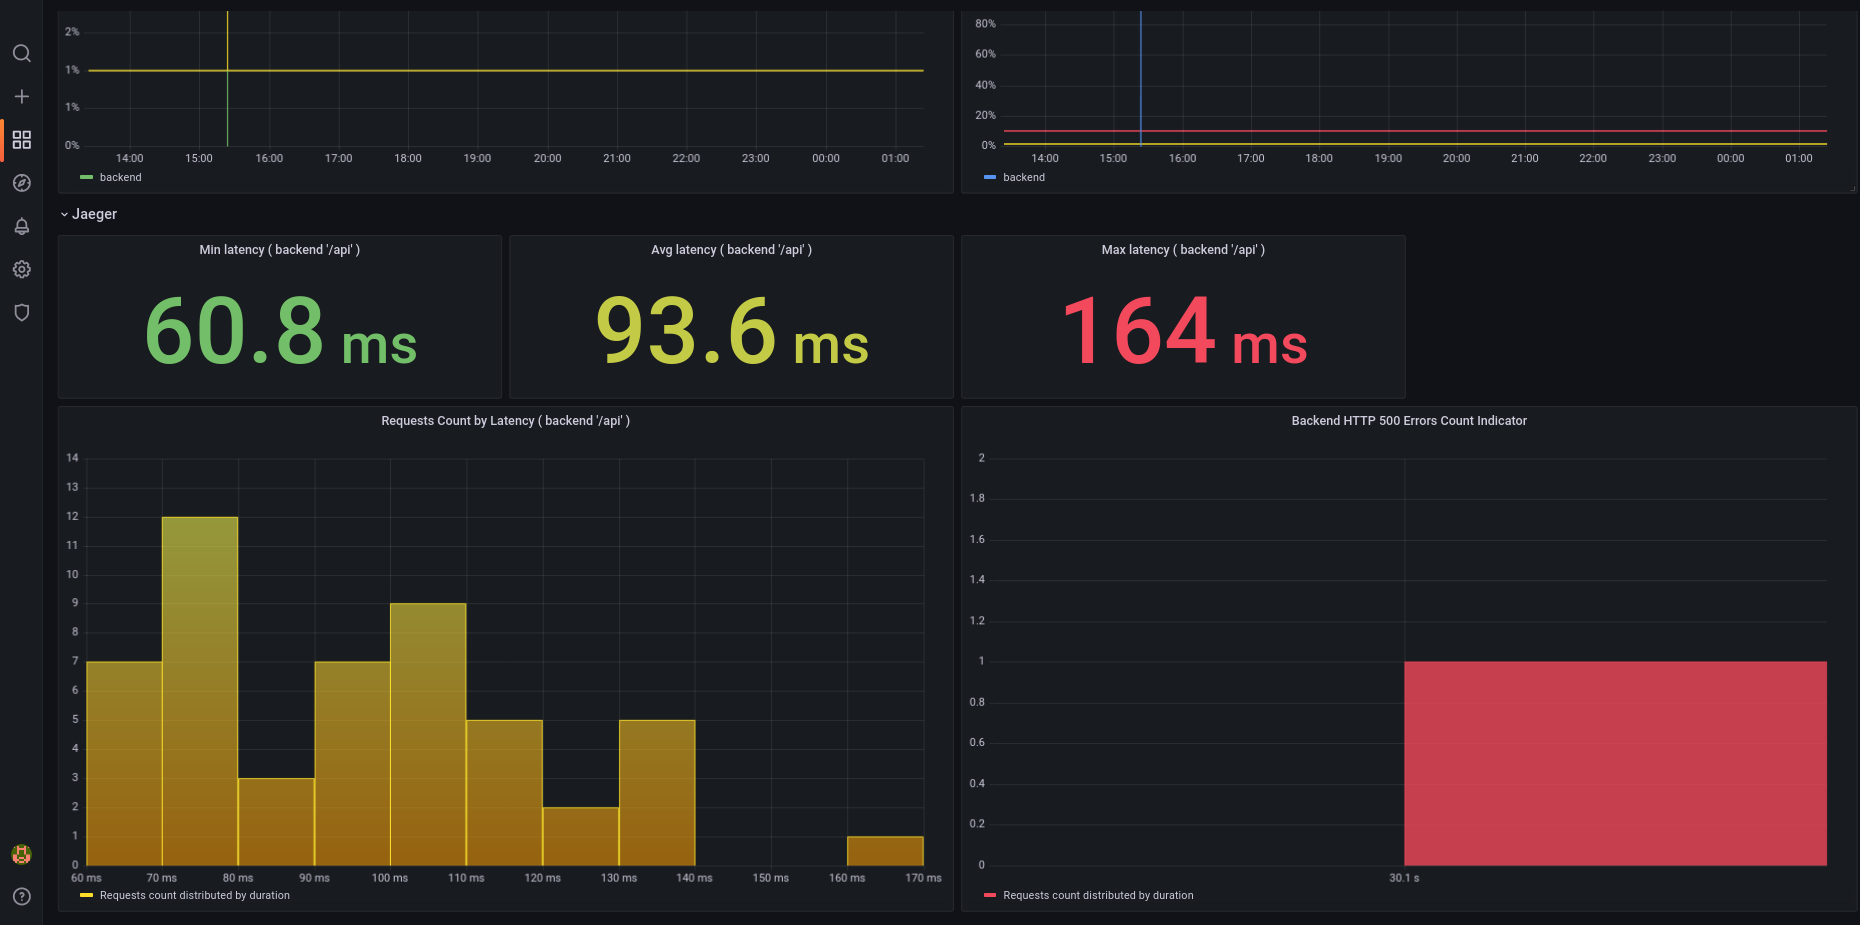 2%
1%
1%
0%
14:00 15:00 16:00 17:00 18:00 19:00 20:00 21:00 22:00 23:00 00:00 01:00
backend
80%
60%
40%
20%
0%
14:00 15:00 16:00 17:00 18:00 19:00 20:00 21:00 22:00 23:00 00:00 01:00
backend
Jaeger
Min latency ( backend '/api' )
60.8 ms
Avg latency ( backend '/api' )
93.6 ms
Max latency ( backend '/api' )
164 ms
Requests Count by Latency ( backend '/api' )
14
13
12
11
10
9
8
7
6
5
4
3
2
1
0
60 ms 70 ms 80 ms 90 ms 100 ms 110 ms 120 ms 130 ms 140 ms 150 ms 160 ms 170 ms
Requests count distributed by duration
Backend HTTP 500 Errors Count Indicator
2
1.8
1.6
1.4
1.2
1
0.8
0.6
0.4
0.2
0
30.1 s
Requests count distributed by duration